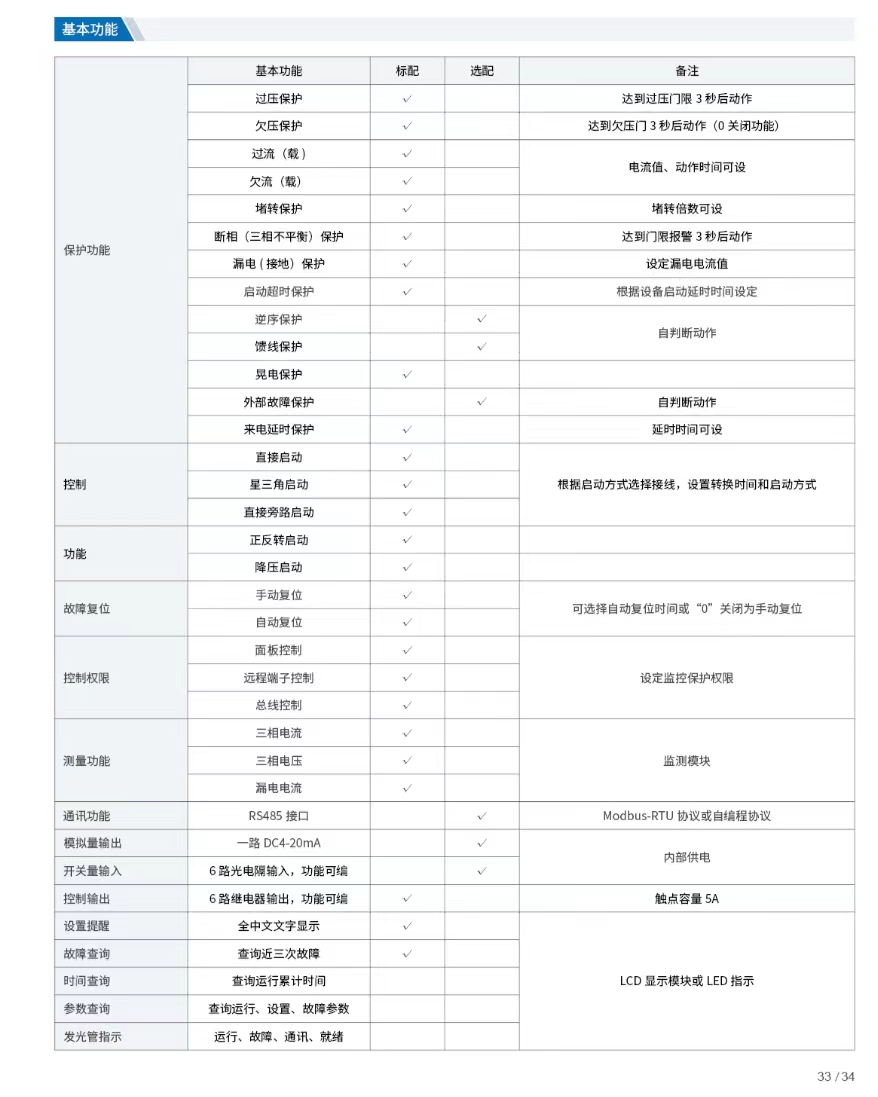 基本功能
基本功能 标配 选配 备注
保护功能
过压保护 ✓ 达到过压门限 3 秒后动作
欠压保护 ✓ 达到欠压门 3 秒后动作（0 关闭功能）
过流（载 ) ✓
电流值、动作时间可设
欠流（载） ✓
堵转保护 ✓ 堵转倍数可设
断相（三相不平衡）保护 ✓ 达到门限报警 3 秒后动作
漏电 ( 接地）保护 ✓ 设定漏电电流值
启动超时保护 ✓ 根据设备启动延时时间设定
逆序保护 ✓
自判断动作
馈线保护 ✓
晃电保护 ✓
外部故障保护 ✓ 自判断动作
来电延时保护 ✓ 延时时间可设
控制
直接启动 ✓
星三角启动 ✓ 根据启动方式选择接线，设置转换时间和启动方式
直接旁路启动 ✓
功能
正反转启动 ✓
降压启动 ✓
故障复位
手动复位 ✓
可选择自动复位时间或“0”关闭为手动复位
自动复位 ✓
控制权限
面板控制 ✓
远程端子控制 ✓ 设定监控保护权限
总线控制 ✓
测量功能
三相电流 ✓
三相电压 ✓ 监测模块
漏电电流 ✓
通讯功能 RS485 接口 ✓ Modbus-RTU 协议或自编程协议
模拟量输出 一路 DC4-20mA ✓
内部供电
开关量输入 6 路光电隔输入，功能可编 ✓
控制输出 6 路继电器输出，功能可编 ✓ 触点容量 5A
设置提醒 全中文文字显示 ✓
故障查询 查询近三次故障 ✓
时间查询 查询运行累计时间 LCD 显示模块或 LED 指示
参数查询 查询运行、设置、故障参数
发光管指示 运行、故障、通讯、就绪
33 / 34